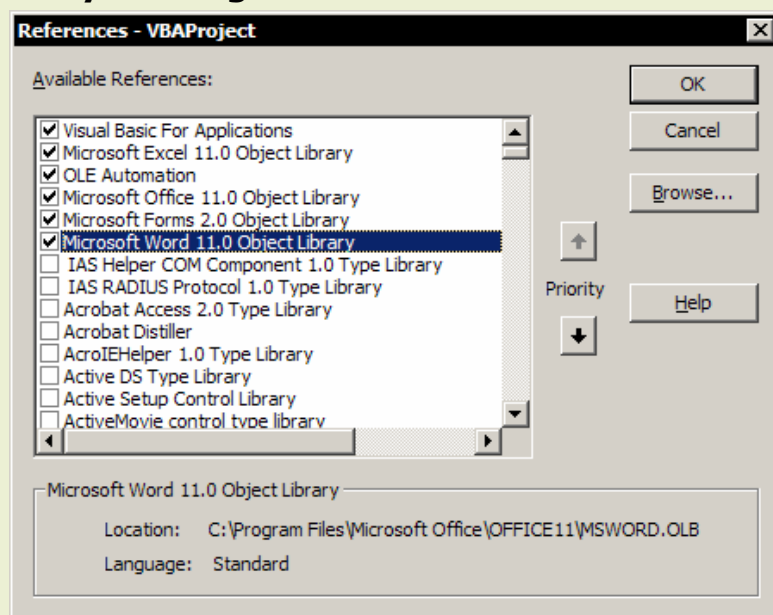 References - VBAProject
Available References:
OK
Visual Basic For Applications
Cancel
Microsoft Excel 11.0 Object Library
OLE Automation
Microsoft Office 11.0 Object Library
Browse...
Microsoft Forms 2.0 Object Library
Microsoft Word 11.0 Object Library
IAS Helper COM Component 1.0 Type Library
IAS RADIUS Protocol 1.0 Type Library
Priority
Help
Acrobat Access 2.0 Type Library
Acrobat Distiller
AcroIEHelper 1.0 Type Library
Active DS Type Library
Active Setup Control Library
ActiveMovie control type library
Microsoft Word 11.0 Object Library
Location: C:\Program Files\Microsoft Office\OFFICE11\MSWORD.OLB
Language: Standard